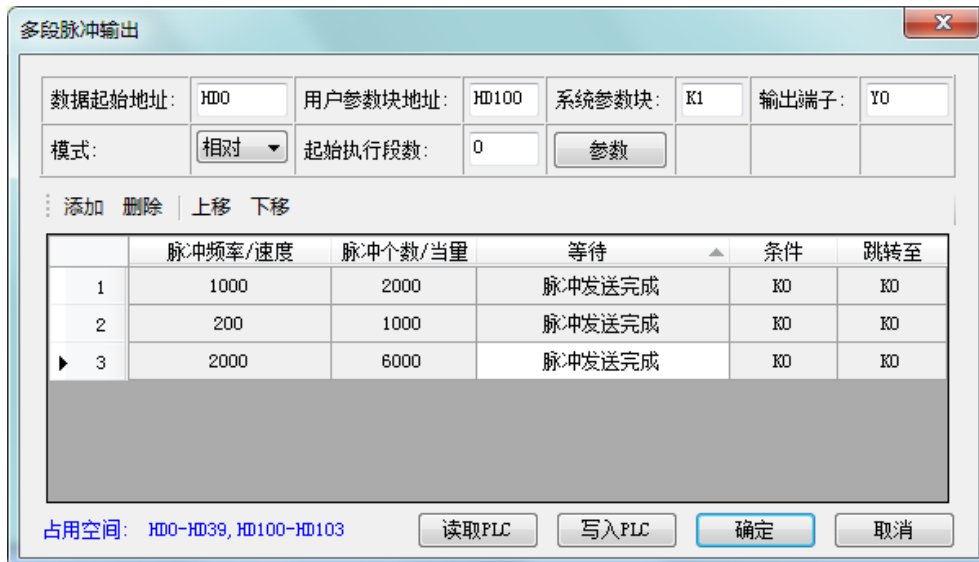 多段脉冲输出
数据起始地址: HD0 用户参数块地址: HD100 系统参数块: K1 输出端子: Y0
模式: 相对 起始执行段数: 0 参数
添加 删除 上移 下移
脉冲频率/速度 脉冲个数/当量 等待 条件 跳转至
1 1000 2000 脉冲发送完成 K0 K0
2 200 1000 脉冲发送完成 K0 K0
3 2000 6000 脉冲发送完成 K0 K0
占用空间: HD0-HD39, HD100-HD103 读取PLC 写入PLC 确定 取消